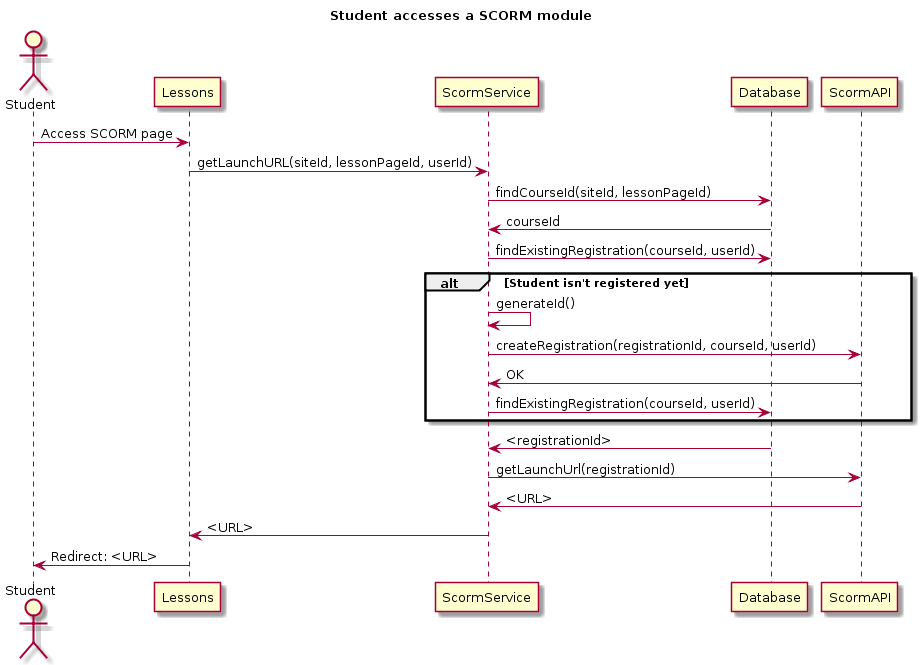 Student accesses a SCORM module
Student
Lessons
ScormService
Database
ScormAPI
Access SCORM page
getLaunchURL(siteId, lessonPageId, userId)
findCourseId(siteId, lessonPageId)
courseId
findExistingRegistration(courseId, userId)
alt
[Student isn't registered yet]
generateId()
createRegistration(registrationId, courseId, userId)
OK
findExistingRegistration(courseId, userId)
<registrationId>
getLaunchUrl(registrationId)
<URL>
<URL>
Redirect: <URL>
Student
Lessons
ScormService
Database
ScormAPI